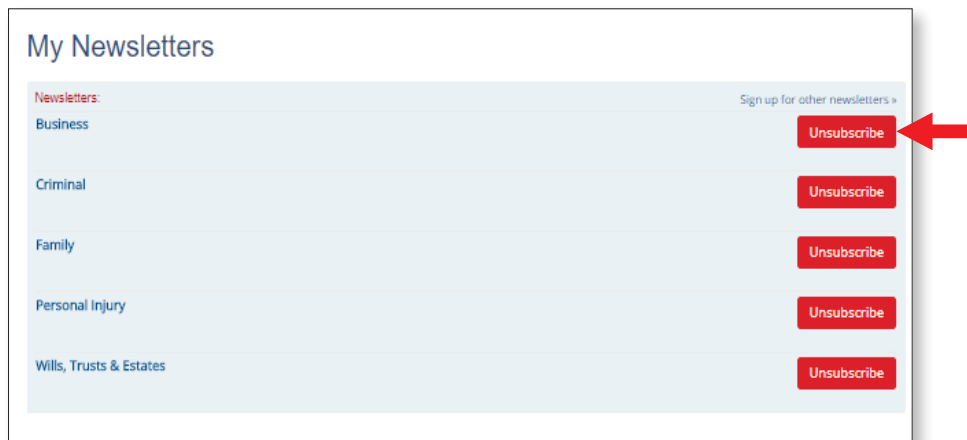 My Newsletters
Newsletters:
Sign up for other newsletters »
Business
Unsubscribe
Criminal
Unsubscribe
Family
Unsubscribe
Personal Injury
Unsubscribe
Wills, Trusts & Estates
Unsubscribe